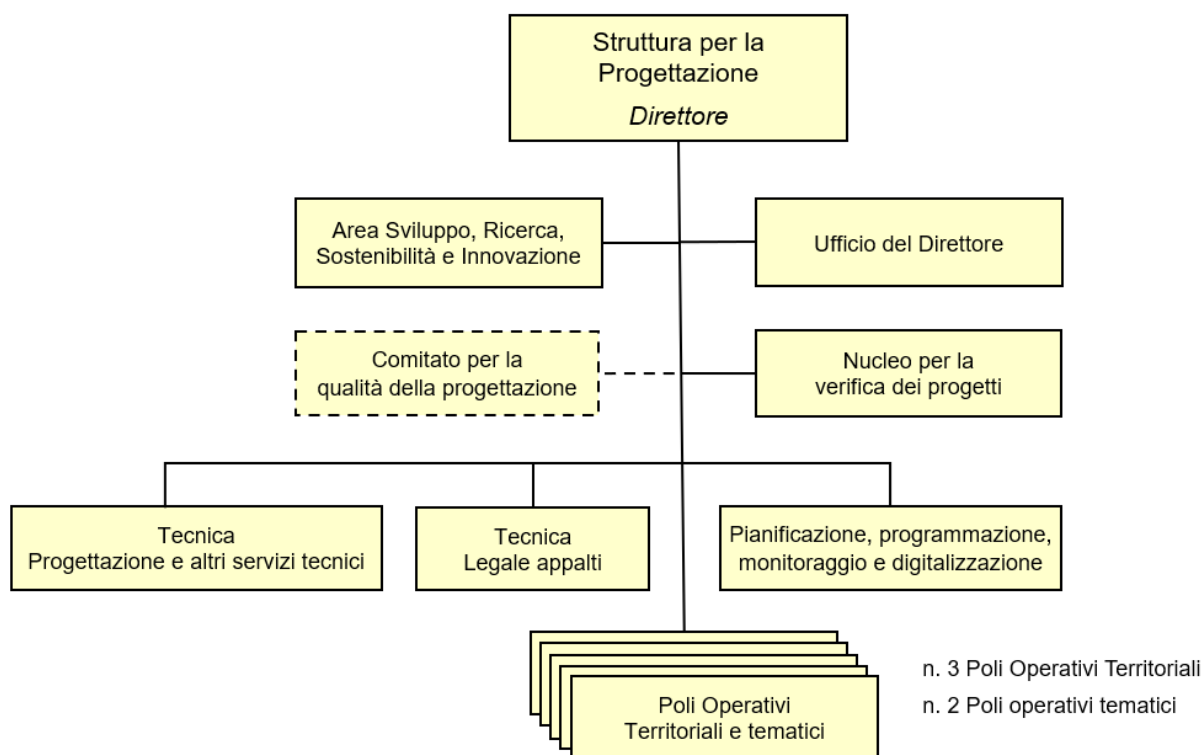 Struttura per la
Progettazione
Direttore
Area Sviluppo, Ricerca,
Sostenibilità e Innovazione
Ufficio del Direttore
Comitato per la
qualità della progettazione
Nucleo per la
verifica dei progetti
Tecnica
Progettazione e altri servizi tecnici
Tecnica
Legale appalti
Pianificazione, programmazione,
monitoraggio e digitalizzazione
Poli Operativi
Territoriali e tematici
n. 3 Poli Operativi Territoriali
n. 2 Poli operativi tematici